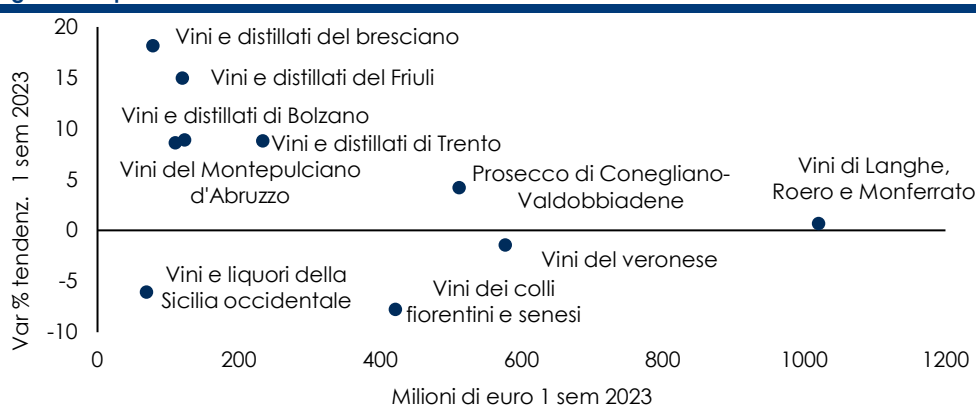 20
Vini e distillati del bresciano
15
Vini e distillati del Friuli
10
Vini e distillati di Bolzano
Vini e distillati di Trento
Vini del Montepulciano
d'Abruzzo
5
Prosecco di Conegliano-
Valdobbiadene
Vini di Langhe,
Roero e Monferrato
0
Vini del veronese
-5
Vini e liquori della
Sicilia occidentale
Vini dei colli
fiorentini e senesi
-10
Var % tendenz. 1 sem 2023
0 200 400 600 800 1000 1200
Milioni di euro 1 sem 2023